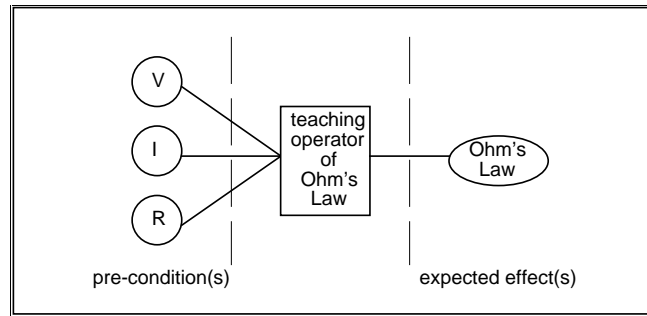 V
I
R
teaching
operator
of
Ohm's
Law
Ohm's
Law
pre-condition(s)
expected effect(s)